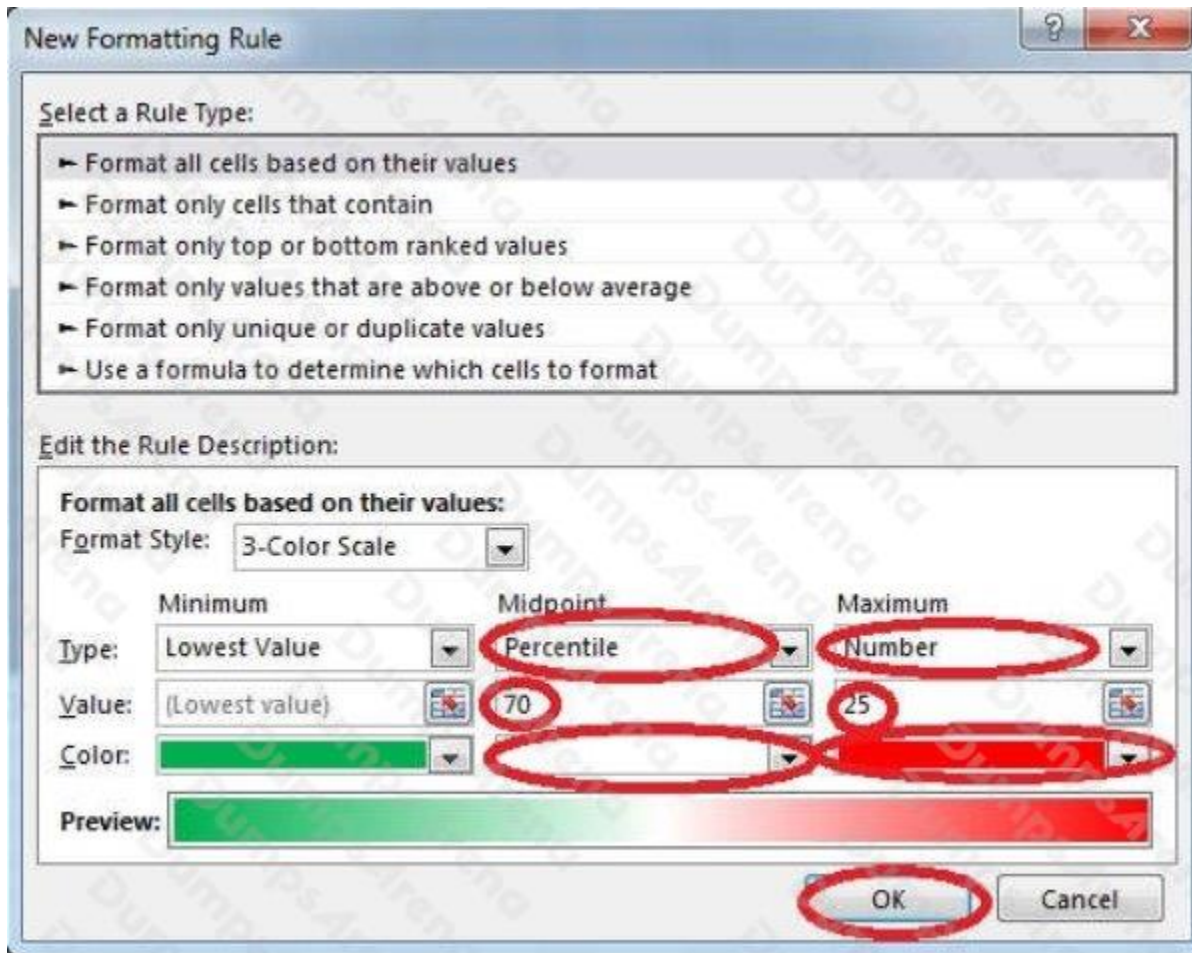 New Formatting Rule
Select a Rule Type:
► Format all cells based on their values
► Format only cells that contain
► Format only top or bottom ranked values
► Format only values that are above or below average
► Format only unique or duplicate values
► Use a formula to determine which cells to format
Edit the Rule Description:
Format all cells based on their values:
Format Style: 3-Color Scale
Minimum Midpoint Maximum
Type: Lowest Value Percentile Number
Value: (Lowest value) 70 25
Color:
Preview:
OK Cancel
DumpsArena